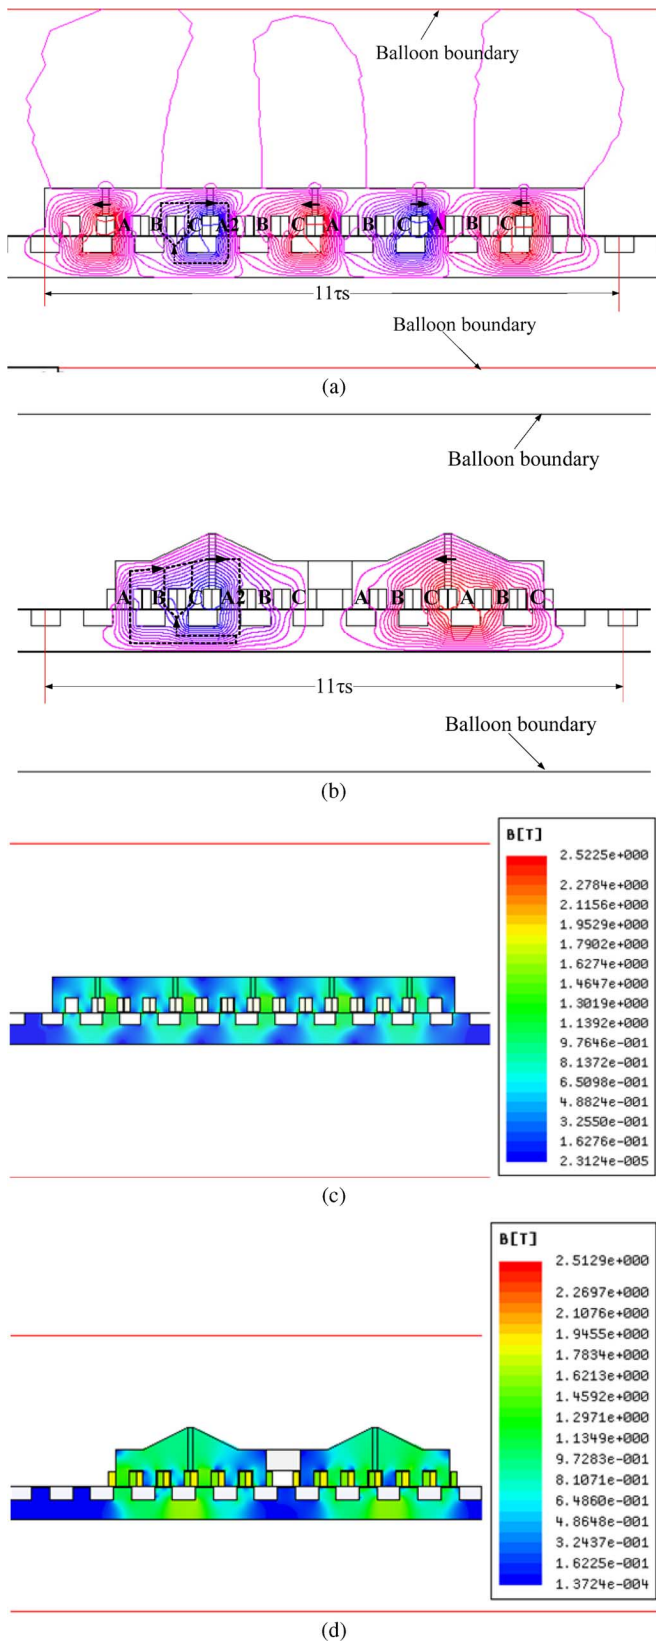 Balloon boundary
A B C A2 B C A B C A B C
11τs
Balloon boundary
(a)
Balloon boundary
A B C A2 B C A B C A B C
11τs
Balloon boundary
(b)
B[T]
2.5225e+000
2.2784e+000
2.1156e+000
1.9529e+000
1.7902e+000
1.6274e+000
1.4647e+000
1.3019e+000
1.1392e+000
9.7646e-001
8.1372e-001
6.5098e-001
4.8824e-001
3.2550e-001
1.6276e-001
2.3124e-005
(c)
B[T]
2.5129e+000
2.2697e+000
2.1076e+000
1.9455e+000
1.7834e+000
1.6213e+000
1.4592e+000
1.2971e+000
1.1349e+000
9.7283e-001
8.1071e-001
6.4860e-001
4.8648e-001
3.2437e-001
1.6225e-001
1.3724e-004
(d)